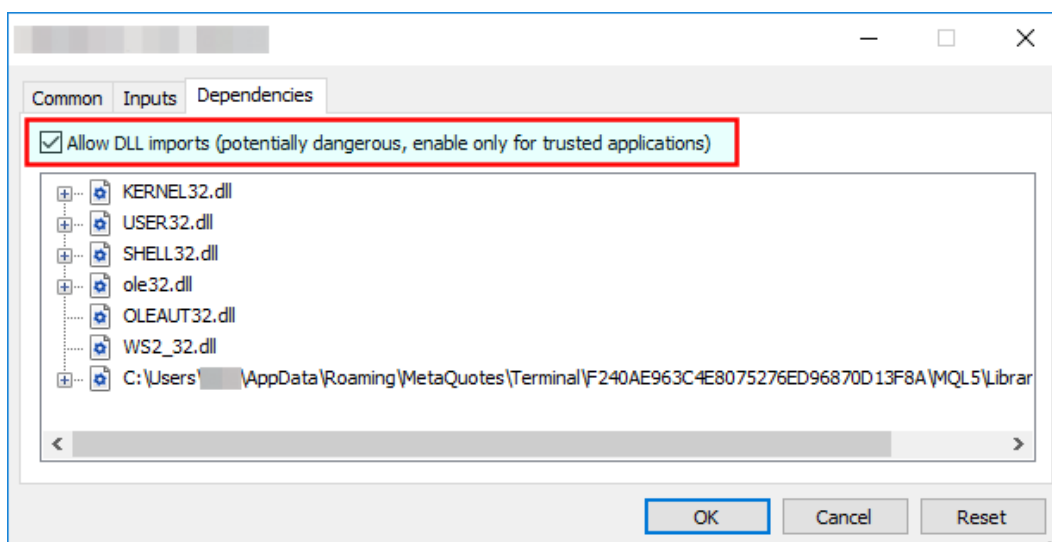 Common Inputs Dependencies
Allow DLL imports (potentially dangerous, enable only for trusted applications)
KERNEL32.dll
USER32.dll
SHELL32.dll
ole32.dll
OLEAUT32.dll
WS2_32.dll
C:\Users\ \AppData\Roaming\MetaQuotes\Terminal\F240AE963C4E8075276ED96870D13F8A\MQL5\Librar
OK Cancel Reset